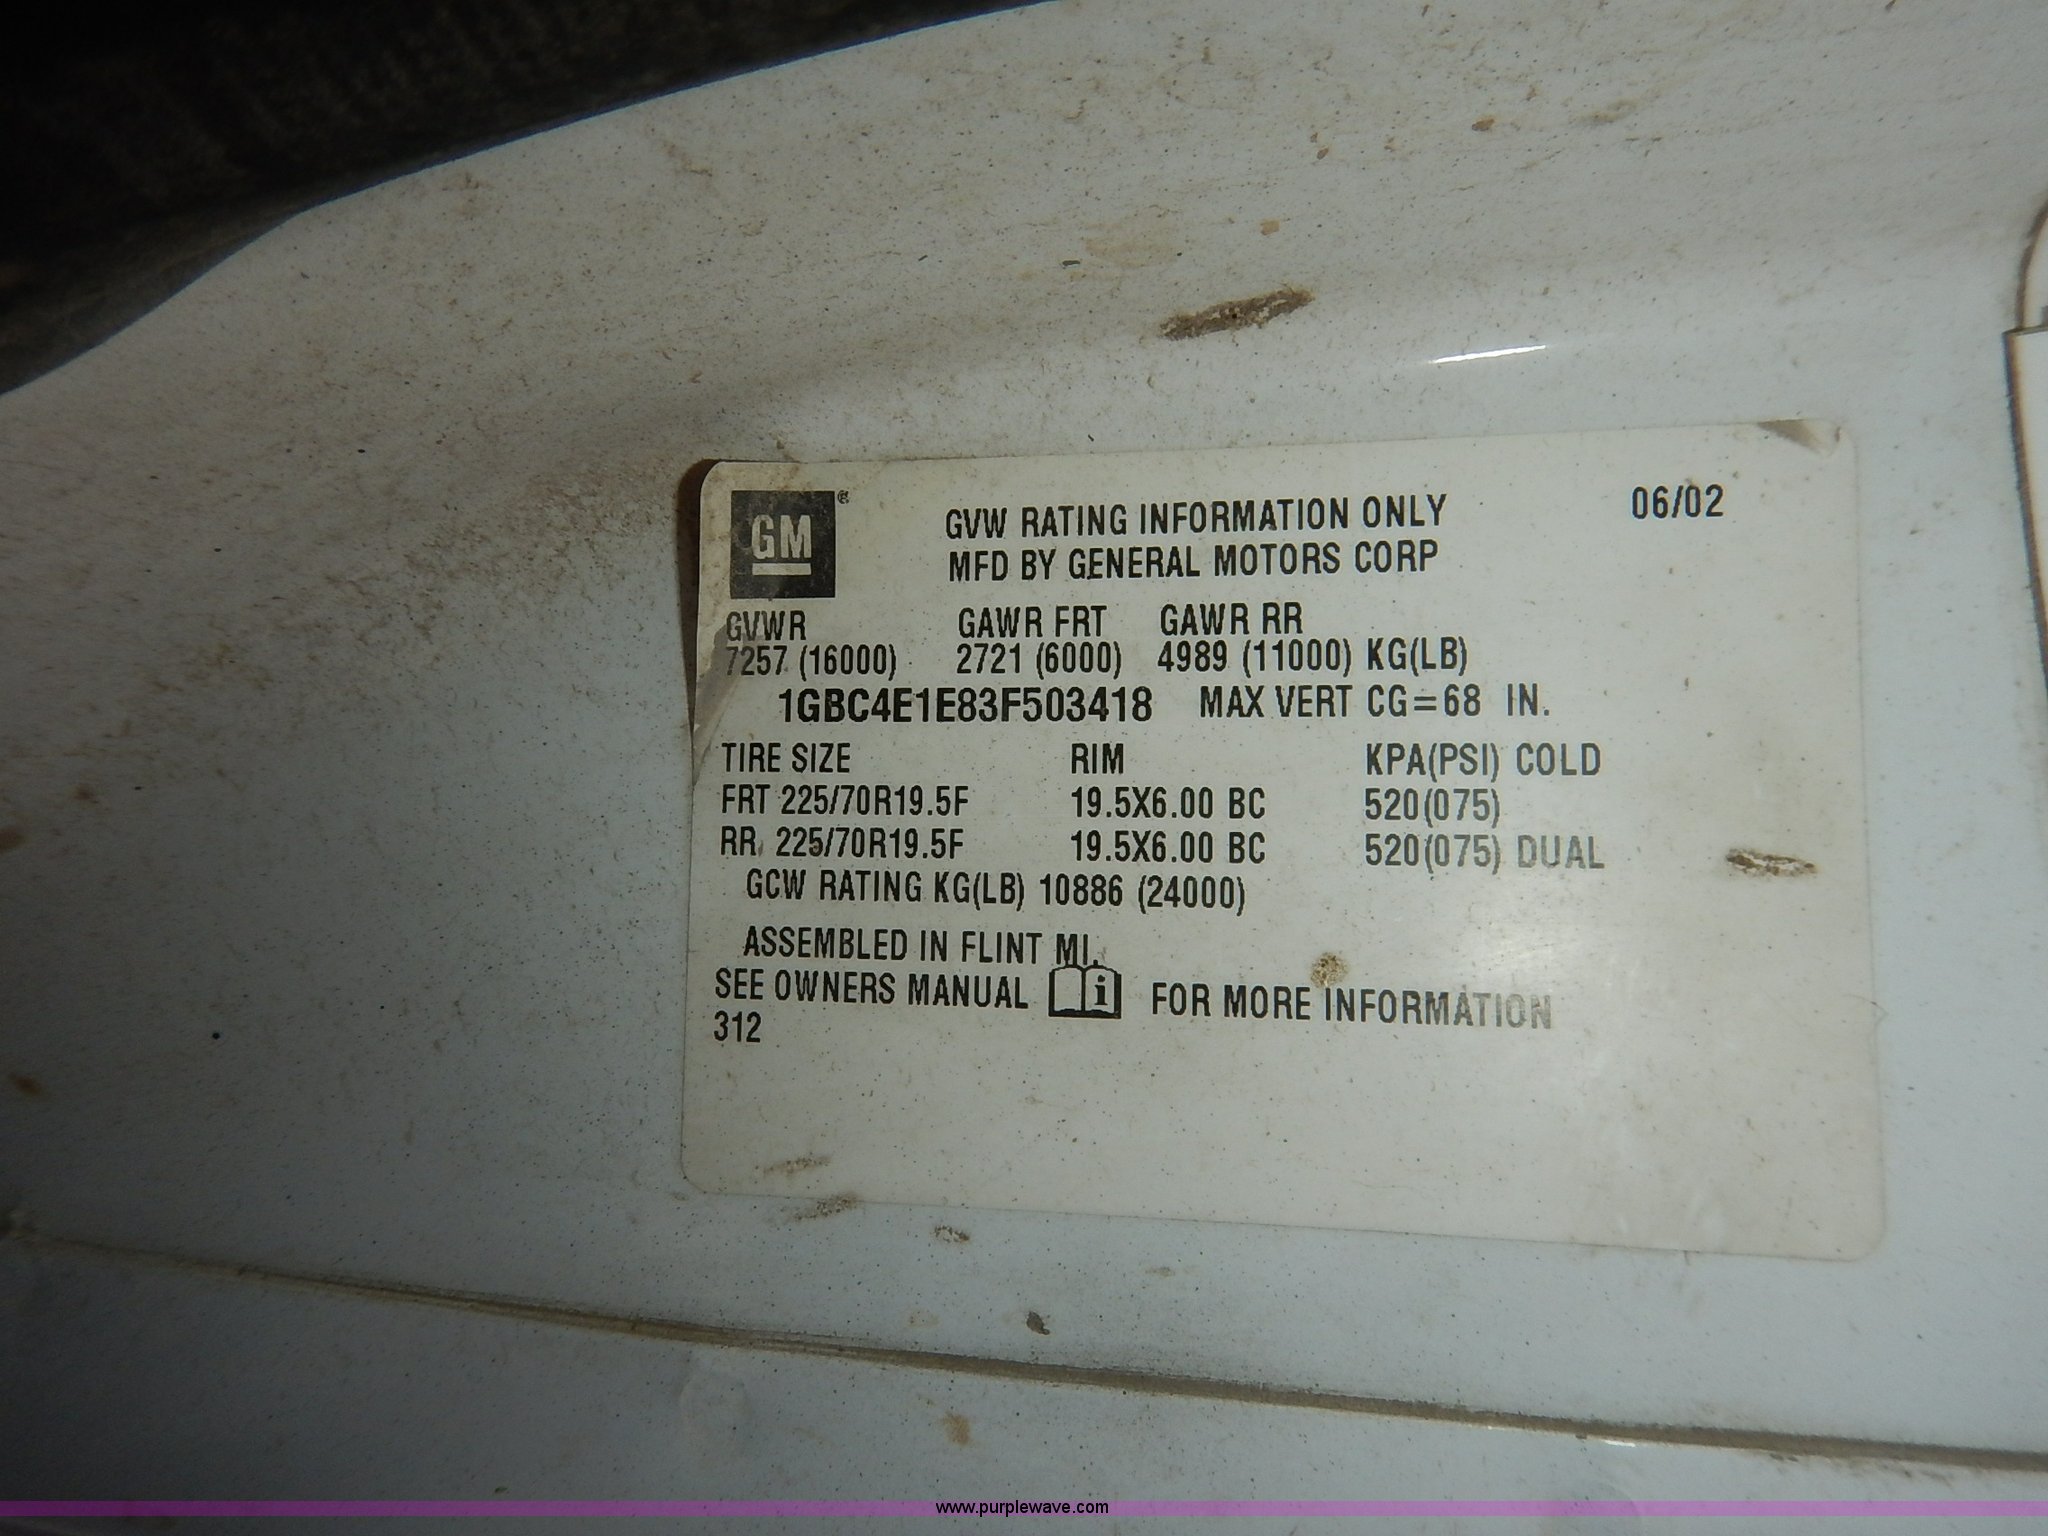 GM®
GVW RATING INFORMATION ONLY 06/02
MFD BY GENERAL MOTORS CORP
GVWR GAWR FRT GAWR RR
7257 (16000) 2721 (6000) 4989 (11000) KG(LB)
1GBC4E1E83F503418 MAX VERT CG=68 IN.
TIRE SIZE RIM KPA(PSI) COLD
FRT 225/70R19.5F 19.5X6.00 BC 520(075)
RR 225/70R19.5F 19.5X6.00 BC 520(075) DUAL
GCW RATING KG(LB) 10886 (24000)
ASSEMBLED IN FLINT MI.
SEE OWNERS MANUAL i FOR MORE INFORMATION
312
www.purplewave.com